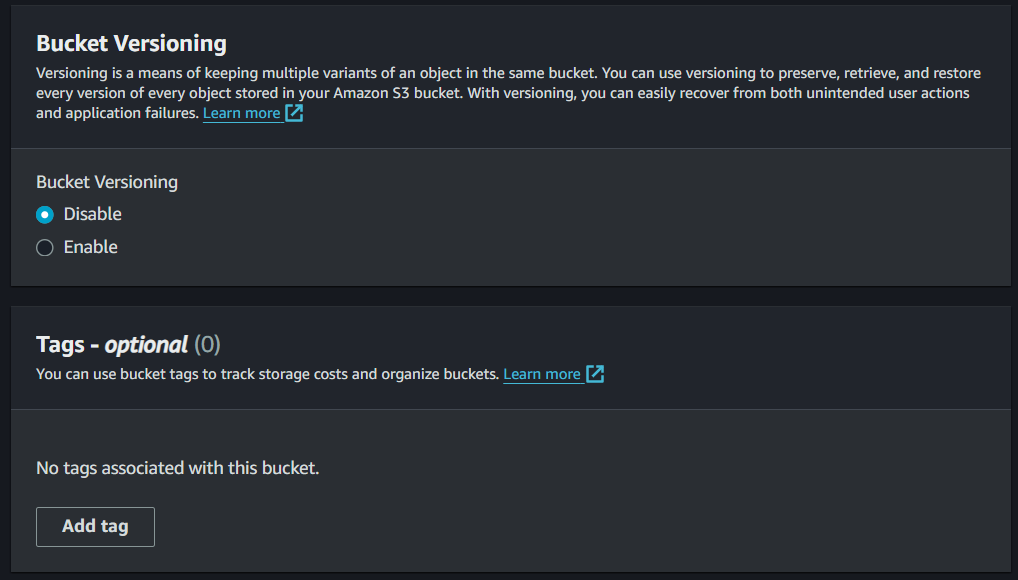 Bucket Versioning
Versioning is a means of keeping multiple variants of an object in the same bucket. You can use versioning to preserve, retrieve, and restore
every version of every object stored in your Amazon S3 bucket. With versioning, you can easily recover from both unintended user actions
and application failures. Learn more
Bucket Versioning
Disable
Enable
Tags - optional (0)
You can use bucket tags to track storage costs and organize buckets. Learn more
No tags associated with this bucket.
Add tag